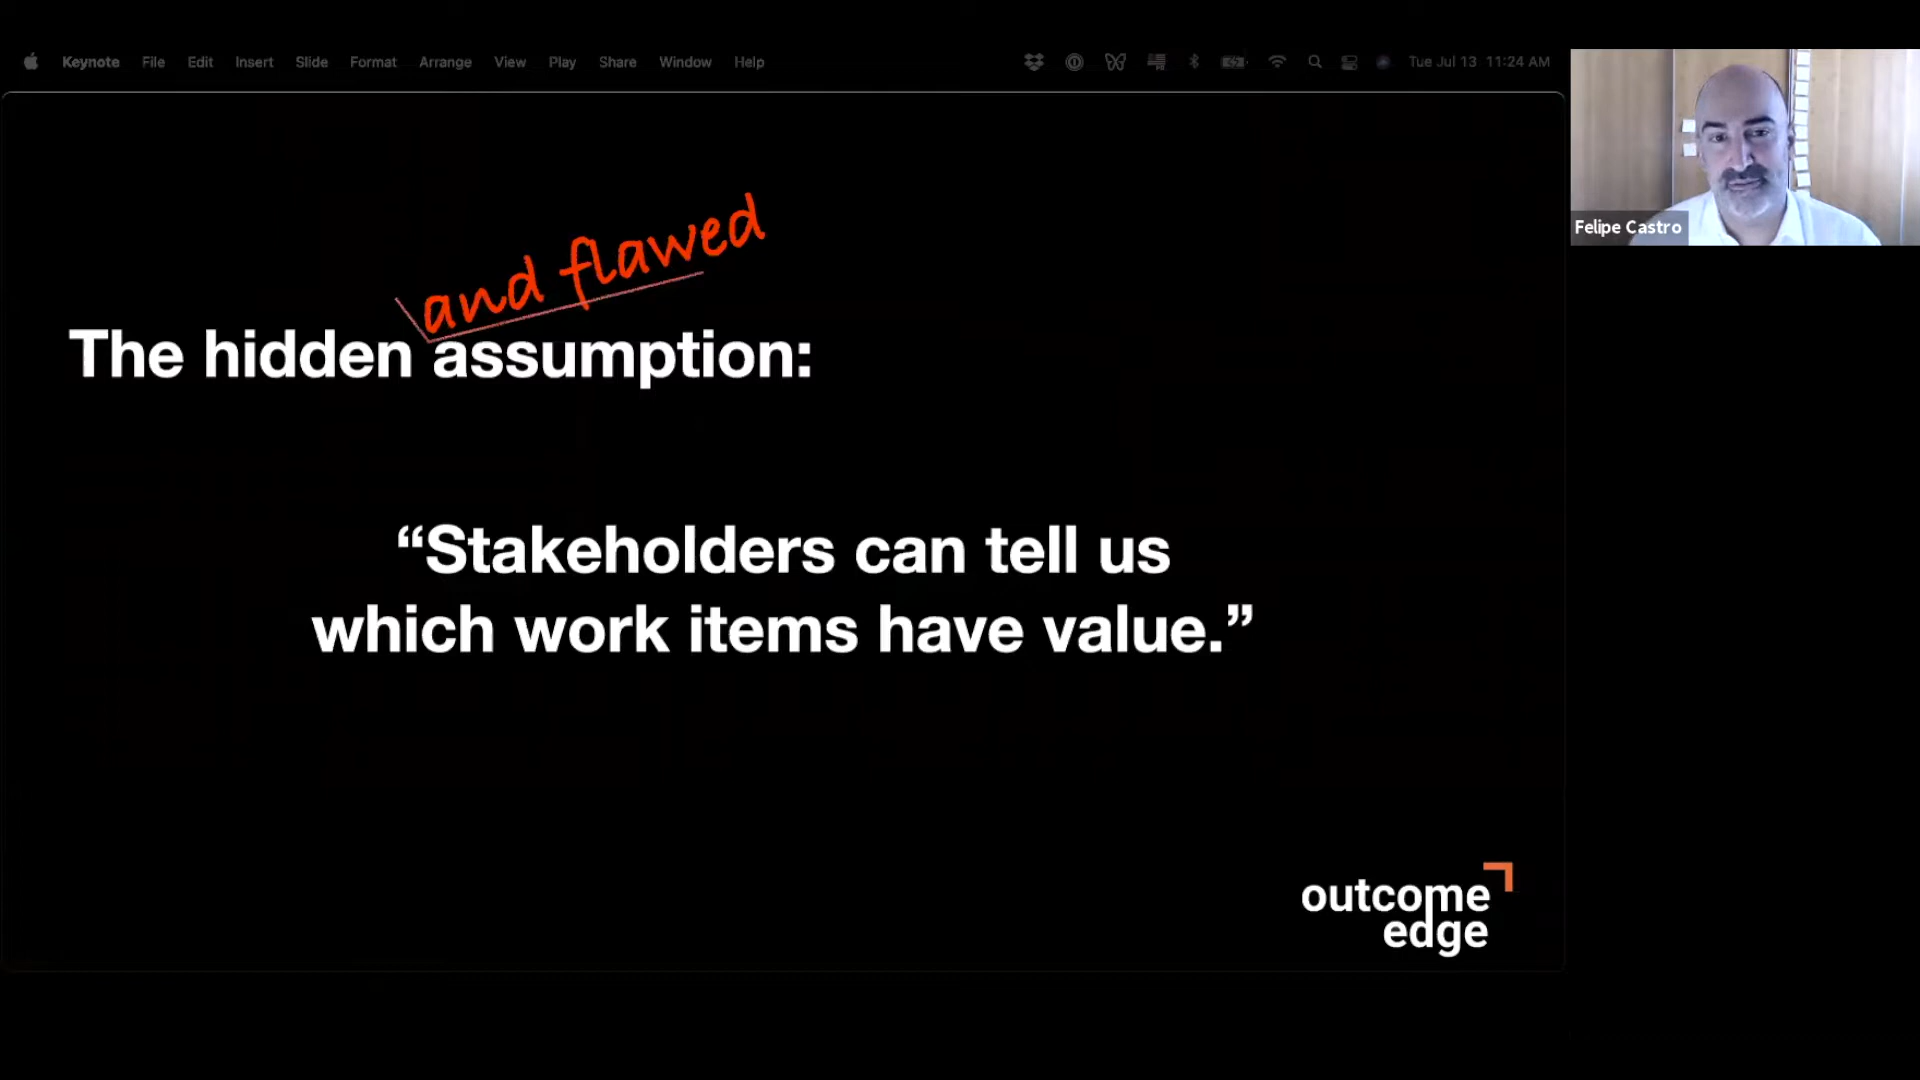 Keynote File Edit Insert Slide Format Arrange View Play Share Window Help Tue Jul 13 11:24 AM
Felipe Castro
and flawed
The hidden assumption:
“Stakeholders can tell us
which work items have value.”
outcome
edge